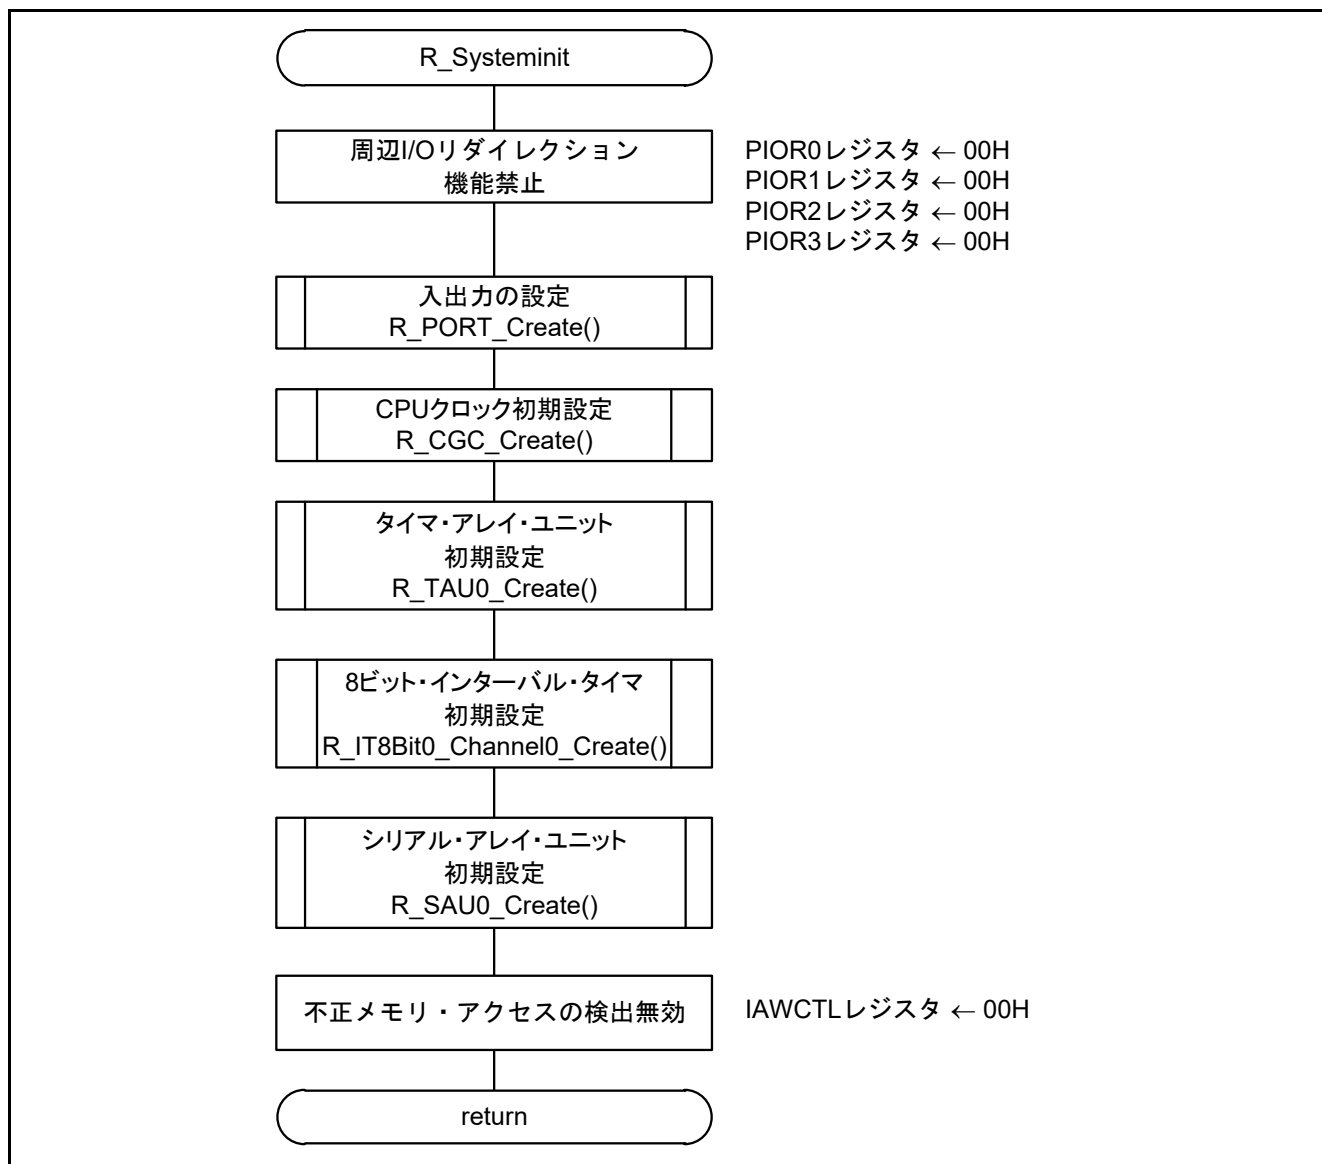 R_Systeminit
周辺I/Oリダイレクション
機能禁止
PIOR0レジスタ ← 00H
PIOR1レジスタ ← 00H
PIOR2レジスタ ← 00H
PIOR3レジスタ ← 00H
入出力の設定
R_PORT_Create()
CPUクロック初期設定
R_CGC_Create()
タイマ・アレイ・ユニット
初期設定
R_TAU0_Create()
8ビット・インターバル・タイマ
初期設定
R_IT8Bit0_Channel0_Create()
シリアル・アレイ・ユニット
初期設定
R_SAU0_Create()
不正メモリ・アクセスの検出無効
IAWCTLレジスタ ← 00H
return